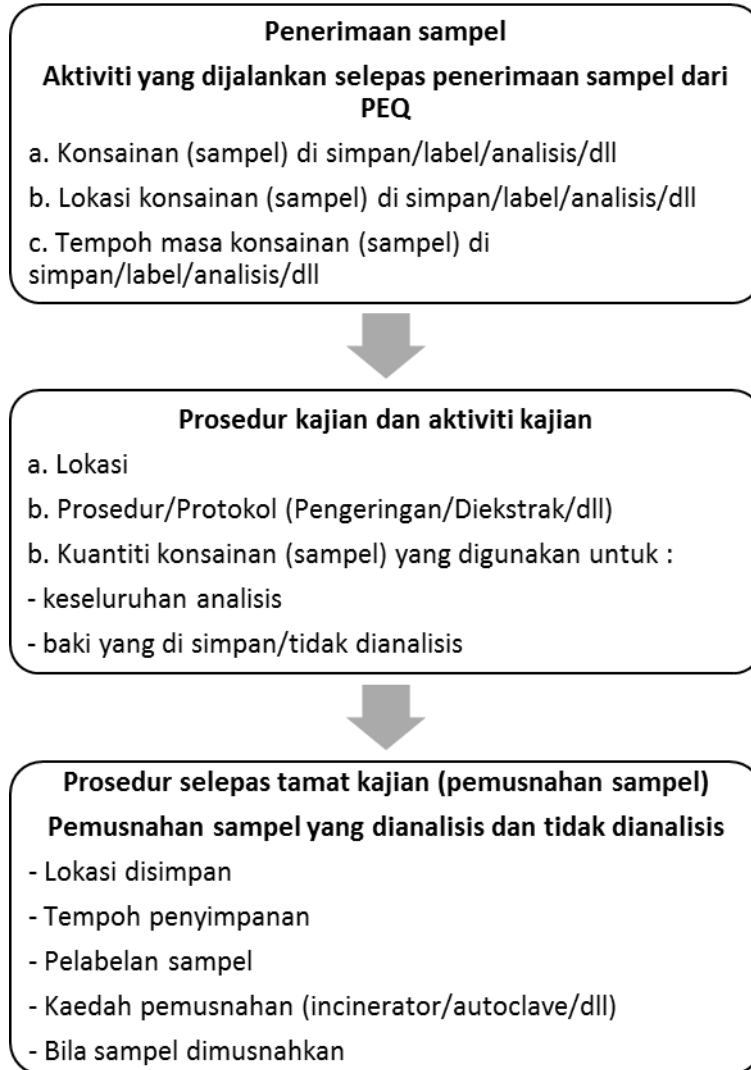 Penerimaan sampel
Aktiviti yang dijalankan selepas penerimaan sampel dari
PEQ
a. Konsainan (sampel) di simpan/label/analisis/dll
b. Lokasi konsainan (sampel) di simpan/label/analisis/dll
c. Tempoh masa konsainan (sampel) di
simpan/label/analisis/dll
Prosedur kajian dan aktiviti kajian
a. Lokasi
b. Prosedur/Protokol (Pengeringan/Diekstrak/dll)
b. Kuantiti konsainan (sampel) yang digunakan untuk :
- keseluruhan analisis
- baki yang di simpan/tidak dianalisis
Prosedur selepas tamat kajian (pemusnahan sampel)
Pemusnahan sampel yang dianalisis dan tidak dianalisis
- Lokasi disimpan
- Tempoh penyimpanan
- Pelabelan sampel
- Kaedah pemusnahan (incinerator/autoclave/dll)
- Bila sampel dimusnahkan